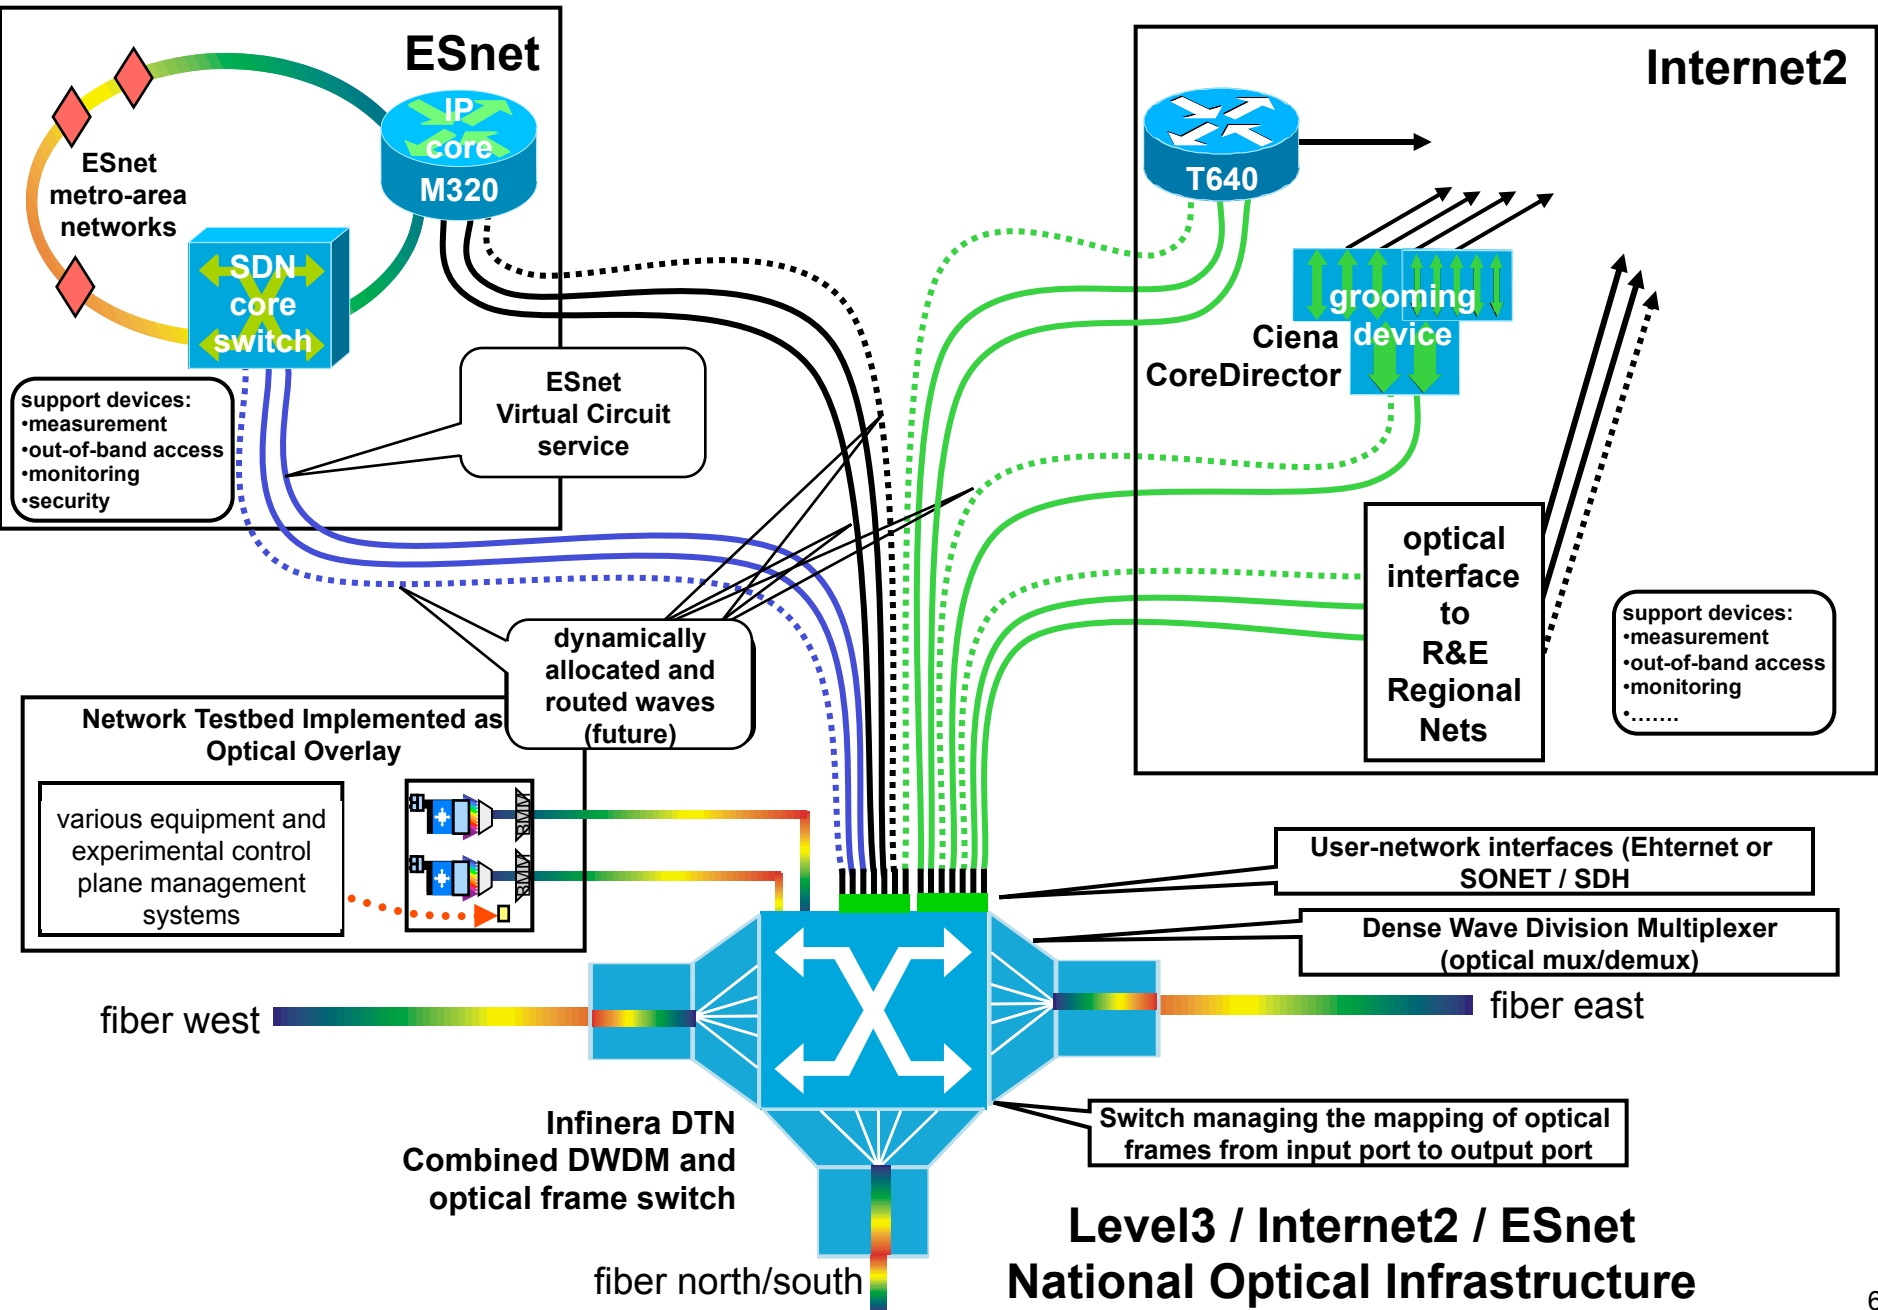 ESnet
IP
core
M320
ESnet
metro-area
networks
SDN
core
switch
support devices:
•measurement
•out-of-band access
•monitoring
•security
ESnet
Virtual Circuit
service
Internet2
T640
grooming
device
Ciena
CoreDirector
optical
interface
to
R&E
Regional
Nets
support devices:
•measurement
•out-of-band access
•monitoring
•.......
dynamically
allocated and
routed waves
(future)
Network Testbed Implemented as
Optical Overlay
various equipment and
experimental control
plane management
systems
BMM
BMM
User-network interfaces (Ehternet or
SONET / SDH
Dense Wave Division Multiplexer
(optical mux/demux)
fiber west
fiber east
Switch managing the mapping of optical
frames from input port to output port
Infinera DTN
Combined DWDM and
optical frame switch
fiber north/south
Level3 / Internet2 / ESnet
National Optical Infrastructure
6